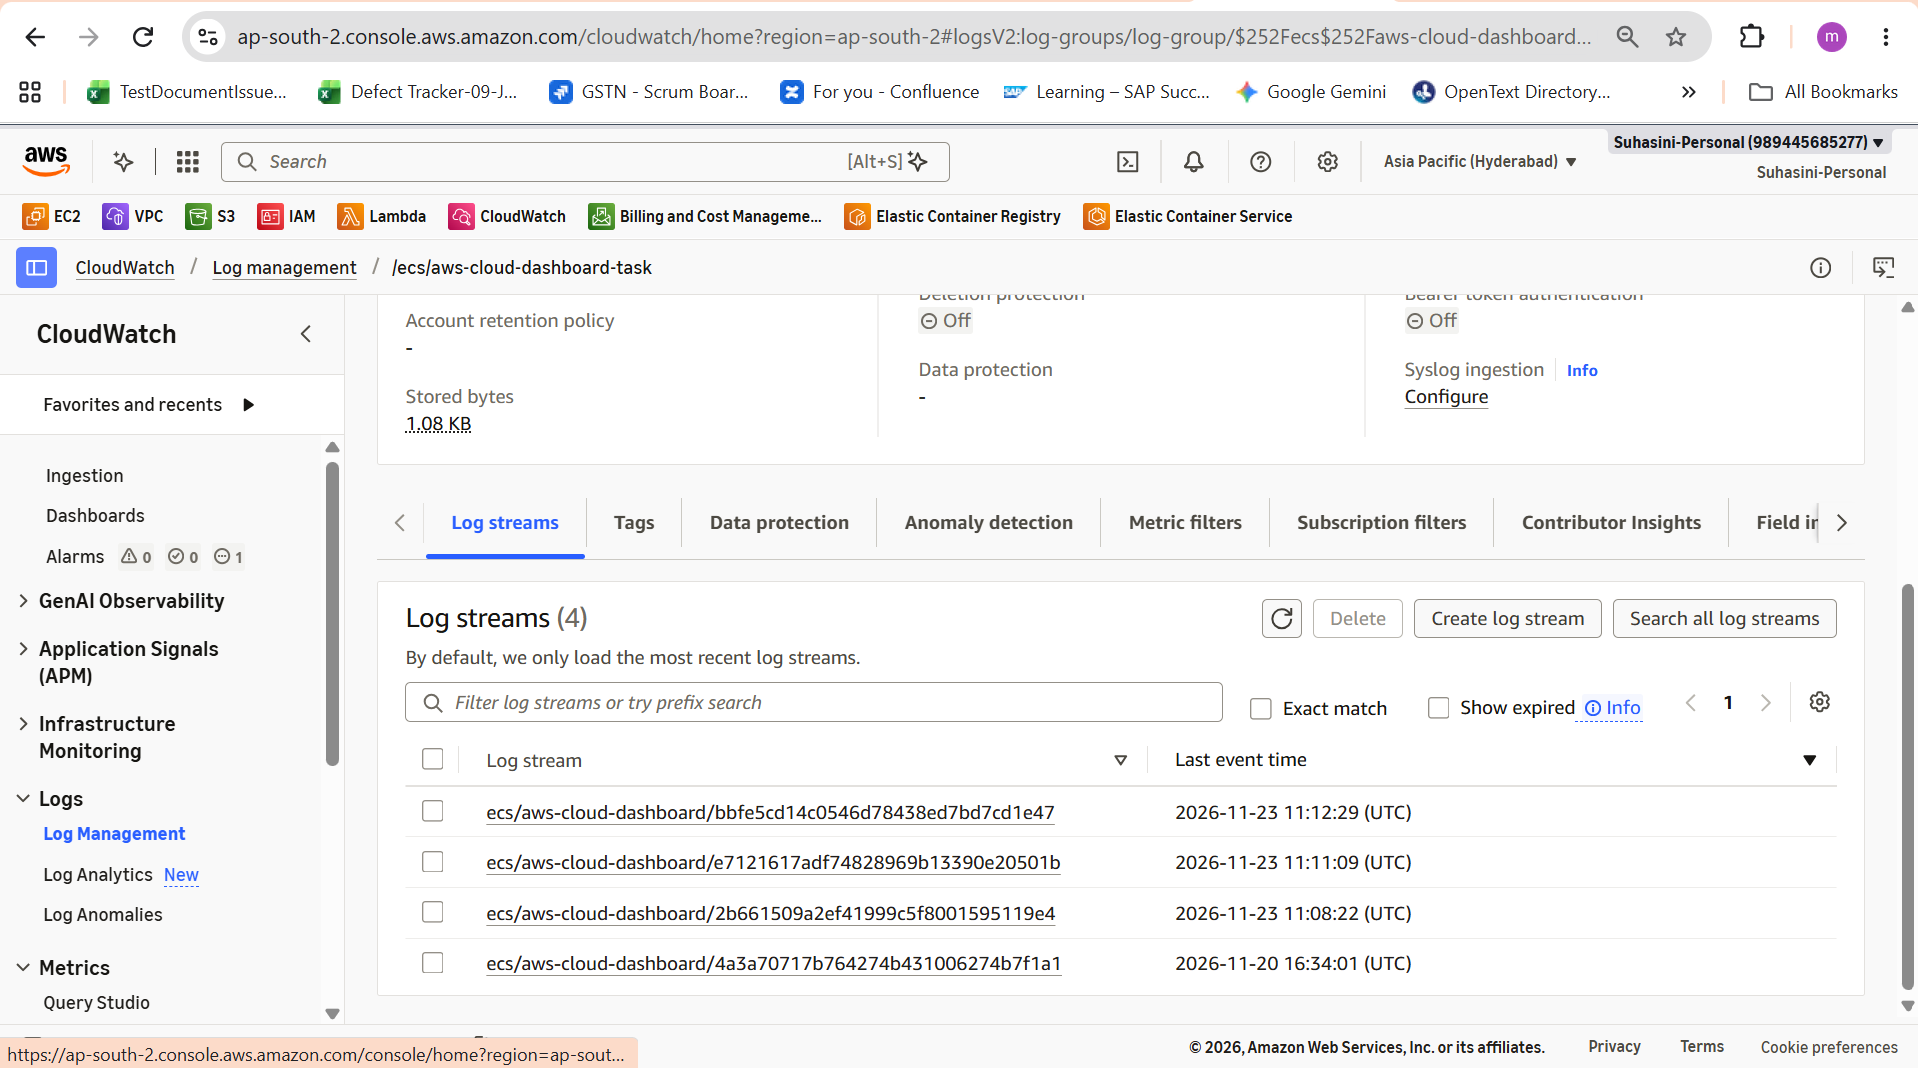 ap-south-2.console.aws.amazon.com/cloudwatch/home?region=ap-south-2#logsV2:log-groups/log-group/$252Fecs$252Faws-cloud-dashboard...
m
TestDocumentIssue...
Defect Tracker-09-J...
GSTN - Scrum Boar...
For you - Confluence
Learning – SAP Succ...
Google Gemini
OpenText Directory...
All Bookmarks
aws
Search
[Alt+S]
Asia Pacific (Hyderabad)
Suhasini-Personal (989445685277)
Suhasini-Personal
EC2
VPC
S3
IAM
Lambda
CloudWatch
Billing and Cost Manageme...
Elastic Container Registry
Elastic Container Service
CloudWatch / Log management / /ecs/aws-cloud-dashboard-task
CloudWatch
Favorites and recents
Ingestion
Dashboards
Alarms 0 0 1
GenAI Observability
Application Signals
(APM)
Infrastructure
Monitoring
Logs
Log Management
Log Analytics New
Log Anomalies
Metrics
Query Studio
Account retention policy
-
Stored bytes
1.08 KB
Deletion protection
Off
Data protection
-
Bearer token authentication
Off
Syslog ingestion Info
Configure
Log streams
Tags
Data protection
Anomaly detection
Metric filters
Subscription filters
Contributor Insights
Field in
Log streams (4)
Delete
Create log stream
Search all log streams
By default, we only load the most recent log streams.
Filter log streams or try prefix search
Exact match
Show expired Info
1
Log stream
Last event time
ecs/aws-cloud-dashboard/bbfe5cd14c0546d78438ed7bd7cd1e47 2026-11-23 11:12:29 (UTC)
ecs/aws-cloud-dashboard/e7121617adf74828969b13390e20501b 2026-11-23 11:11:09 (UTC)
ecs/aws-cloud-dashboard/2b661509a2ef41999c5f8001595119e4 2026-11-23 11:08:22 (UTC)
ecs/aws-cloud-dashboard/4a3a70717b764274b431006274b7f1a1 2026-11-20 16:34:01 (UTC)
https://ap-south-2.console.aws.amazon.com/console/home?region=ap-sout...
© 2026, Amazon Web Services, Inc. or its affiliates.
Privacy
Terms
Cookie preferences